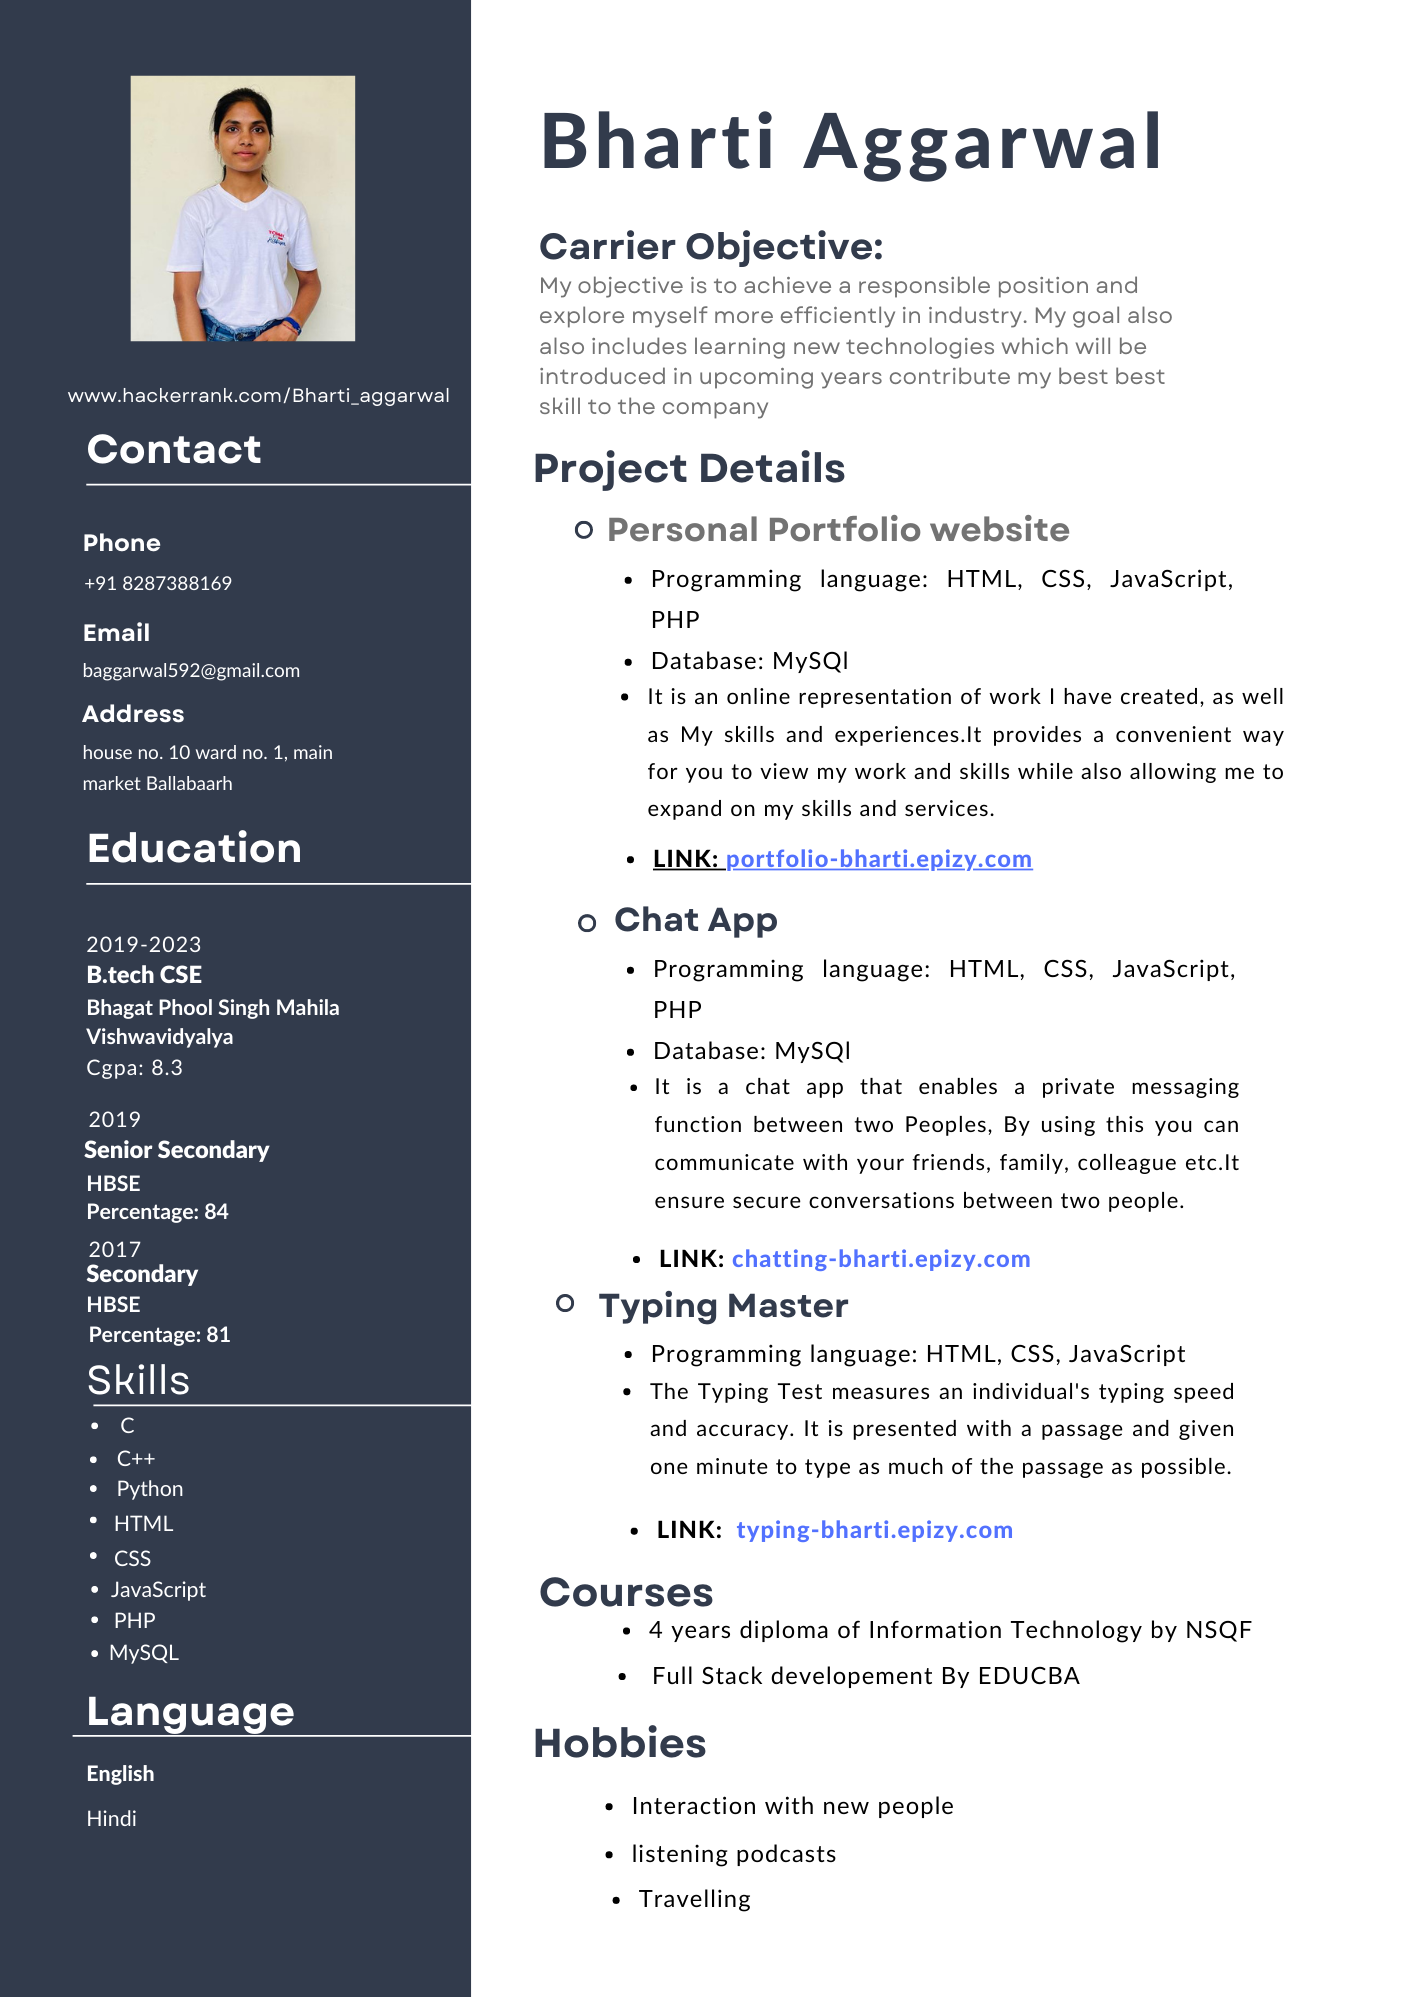 www.hackerrank.com/Bharti_aggarwal
Contact
Phone
+91 8287388169
Email
baggarwal592@gmail.com
Address
house no. 10 ward no. 1, main
market Ballabaarh
Education
2019-2023
B.tech CSE
Bhagat Phool Singh Mahila
Vishwavidyalya
Cgpa: 8.3
2019
Senior Secondary
HBSE
Percentage: 84
2017
Secondary
HBSE
Percentage: 81
Skills
• C
• C++
• Python
• HTML
• CSS
• JavaScript
• PHP
• MySQL
Language
English
Hindi
Bharti Aggarwal
Carrier Objective:
My objective is to achieve a responsible position and
explore myself more efficiently in industry. My goal also
also includes learning new technologies which will be
introduced in upcoming years contribute my best best
skill to the company
Project Details
Personal Portfolio website
• Programming language: HTML, CSS, JavaScript,
PHP
• Database: MySQl
• It is an online representation of work I have created, as well
as My skills and experiences.It provides a convenient way
for you to view my work and skills while also allowing me to
expand on my skills and services.
• LINK: portfolio-bharti.epizy.com
Chat App
• Programming language: HTML, CSS, JavaScript,
PHP
• Database: MySQl
• It is a chat app that enables a private messaging
function between two Peoples, By using this you can
communicate with your friends, family, colleague etc.It
ensure secure conversations between two people.
• LINK: chatting-bharti.epizy.com
Typing Master
• Programming language: HTML, CSS, JavaScript
• The Typing Test measures an individual's typing speed
and accuracy. It is presented with a passage and given
one minute to type as much of the passage as possible.
• LINK: typing-bharti.epizy.com
Courses
• 4 years diploma of Information Technology by NSQF
• Full Stack developement By EDUCBA
Hobbies
• Interaction with new people
• listening podcasts
• Travelling